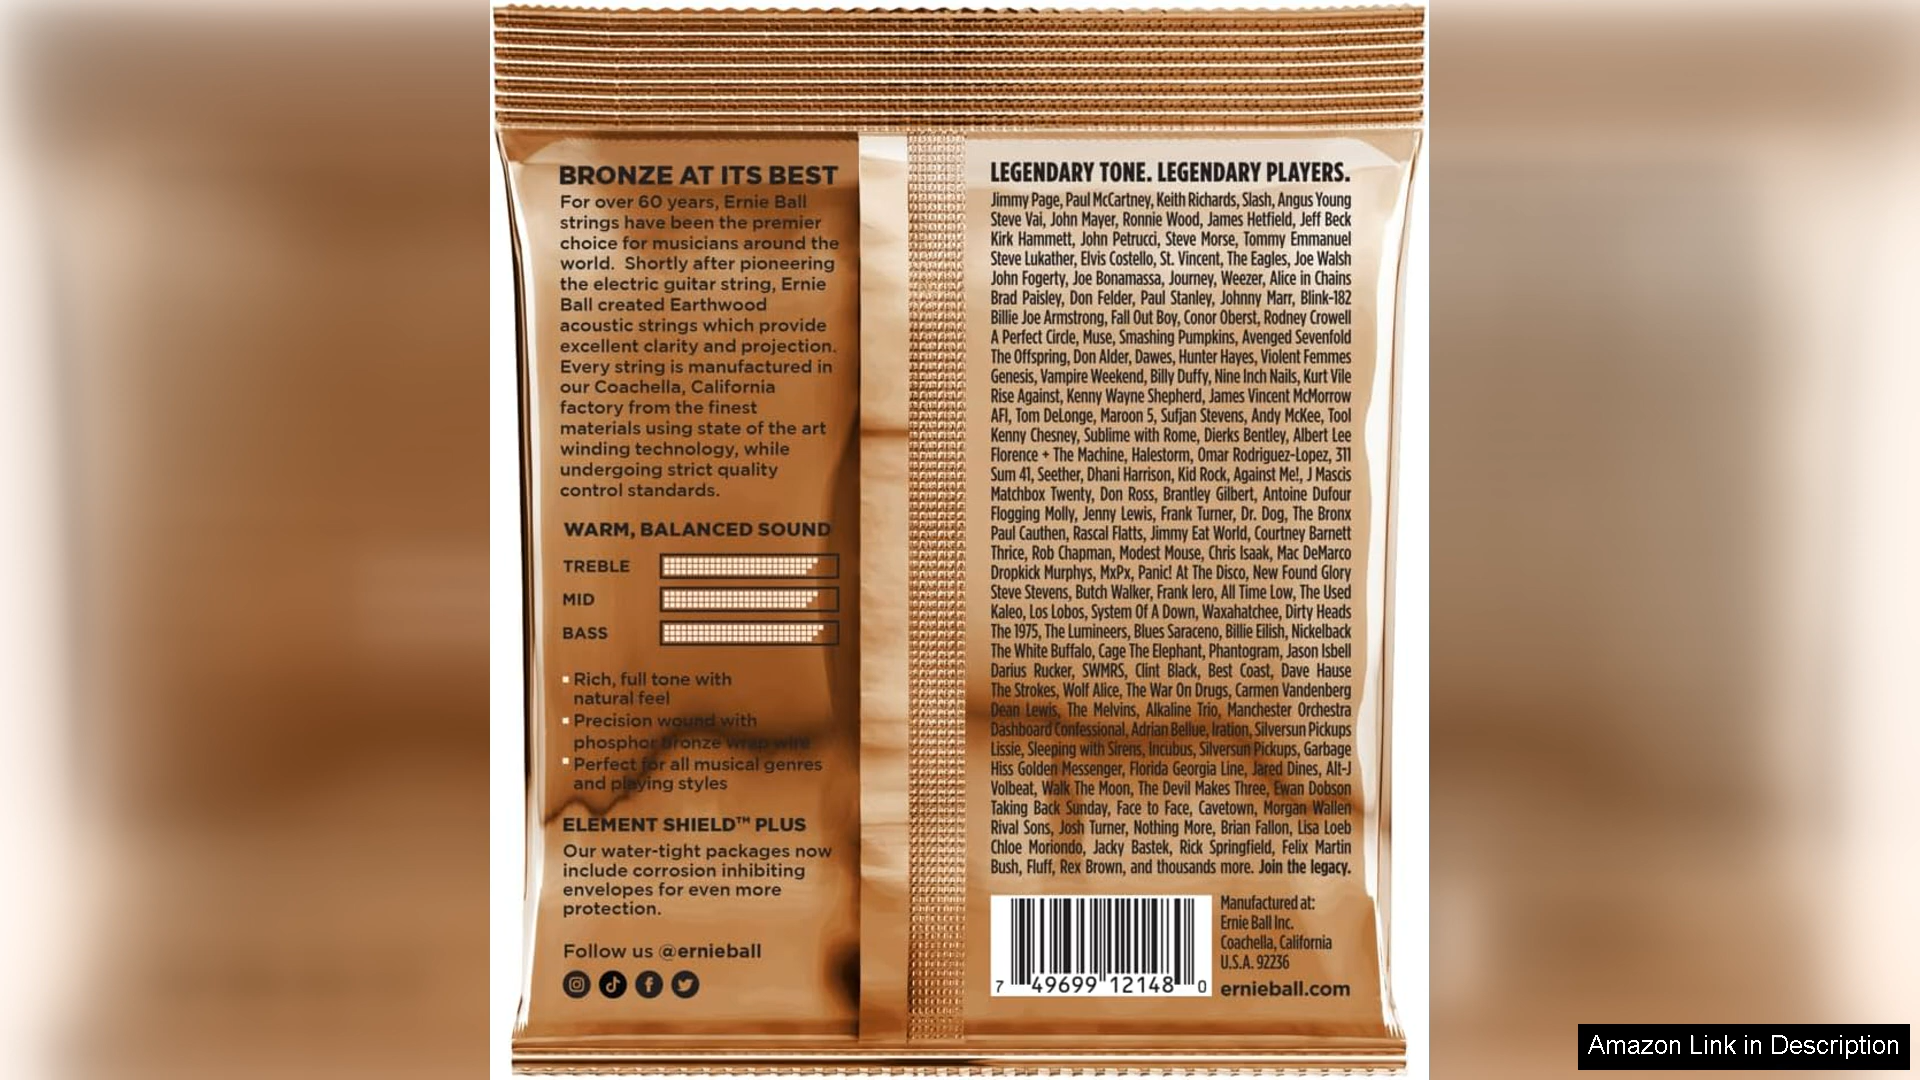 BRONZE AT ITS BEST
For over 60 years, Ernie Ball
strings have been the premier
choice for musicians around the
world. Shortly after pioneering
the electric guitar string, Ernie
Ball created Earthwood
acoustic strings which provide
excellent clarity and projection.
Every string is manufactured in
our Coachella, California
factory from the finest
materials using state of the art
winding technology, while
undergoing strict quality
control standards.
WARM, BALANCED SOUND
TREBLE
MID
BASS
▪ Rich, full tone with
natural feel
▪ Precision wound with
phosphor bronze wrap wire
▪ Perfect for all musical genres
and playing styles
ELEMENT SHIELD™ PLUS
Our water-tight packages now
include corrosion inhibiting
envelopes for even more
protection.
Follow us @ernieball
LEGENDARY TONE. LEGENDARY PLAYERS.
Jimmy Page, Paul McCartney, Keith Richards, Slash, Angus Young
Steve Vai, John Mayer, Ronnie Wood, James Hetfield, Jeff Beck
Kirk Hammett, John Petrucci, Steve Morse, Tommy Emmanuel
Steve Lukather, Elvis Costello, St. Vincent, The Eagles, Joe Walsh
John Fogerty, Joe Bonamassa, Journey, Weezer, Alice in Chains
Brad Paisley, Don Felder, Paul Stanley, Johnny Marr, Blink-182
Billie Joe Armstrong, Fall Out Boy, Conor Oberst, Rodney Crowell
A Perfect Circle, Muse, Smashing Pumpkins, Avenged Sevenfold
The Offspring, Don Alder, Dawes, Hunter Hayes, Violent Femmes
Genesis, Vampire Weekend, Billy Duffy, Nine Inch Nails, Kurt Vile
Rise Against, Kenny Wayne Shepherd, James Vincent McMorrow
AFI, Tom DeLonge, Maroon 5, Sufjan Stevens, Andy McKee, Tool
Kenny Chesney, Sublime with Rome, Dierks Bentley, Albert Lee
Florence + The Machine, Halestorm, Omar Rodriguez-Lopez, 311
Sum 41, Seether, Dhani Harrison, Kid Rock, Against Me!, J Mascis
Matchbox Twenty, Don Ross, Brantley Gilbert, Antoine Dufour
Flogging Molly, Jenny Lewis, Frank Turner, Dr. Dog, The Bronx
Paul Cauthen, Rascal Flatts, Jimmy Eat World, Courtney Barnett
Thrice, Rob Chapman, Modest Mouse, Chris Isaak, Mac DeMarco
Dropkick Murphys, MxPx, Panic! At The Disco, New Found Glory
Steve Stevens, Butch Walker, Frank Iero, All Time Low, The Used
Kaleo, Los Lobos, System Of A Down, Waxahatchee, Dirty Heads
The 1975, The Lumineers, Blues Saraceno, Billie Eilish, Nickelback
The White Buffalo, Cage The Elephant, Phantogram, Jason Isbell
Darius Rucker, SWMRS, Clint Black, Best Coast, Dave Hause
The Strokes, Wolf Alice, The War On Drugs, Carmen Vandenberg
Dean Lewis, The Melvins, Alkaline Trio, Manchester Orchestra
Dashboard Confessional, Adrian Bellue, Iration, Silversun Pickups
Lissie, Sleeping with Sirens, Incubus, Silversun Pickups, Garbage
Hiss Golden Messenger, Florida Georgia Line, Jared Dines, Alt-J
Volbeat, Walk The Moon, The Devil Makes Three, Ewan Dobson
Taking Back Sunday, Face to Face, Cavetown, Morgan Wallen
Rival Sons, Josh Turner, Nothing More, Brian Fallon, Lisa Loeb
Chloe Moriondo, Jacky Bastek, Rick Springfield, Felix Martin
Bush, Fluff, Rex Brown, and thousands more. Join the legacy.
7 49699 12148 0
Manufactured at:
Ernie Ball Inc.
Coachella, California
U.S.A. 92236
ernieball.com
Amazon Link in Description